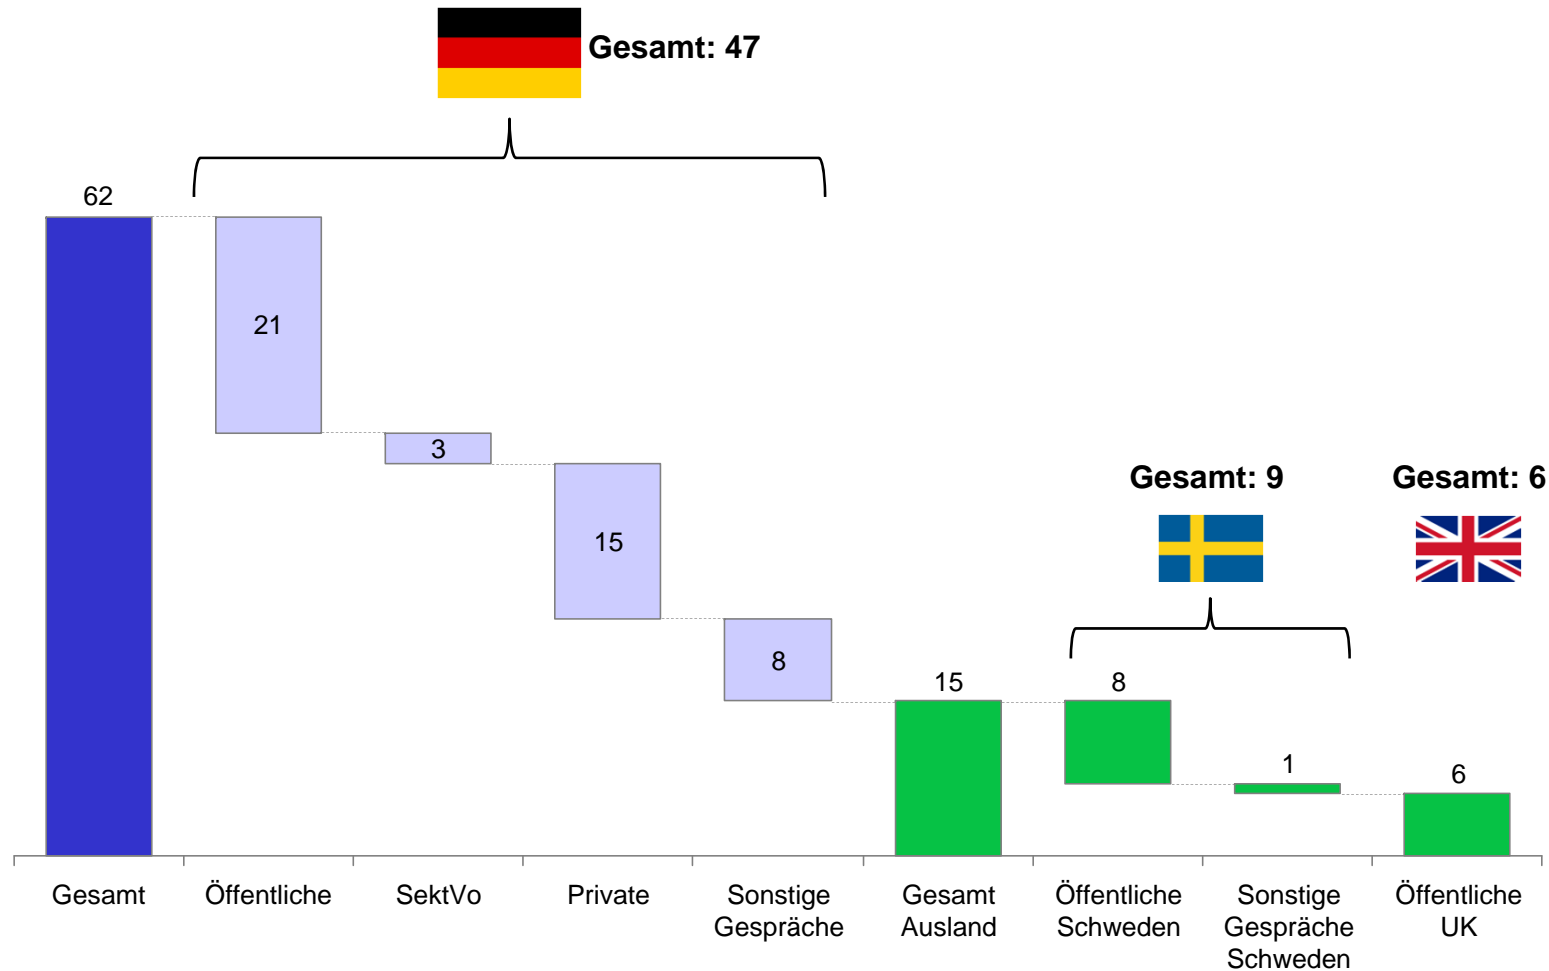 Gesamt: 47
62
21
3
15
8
Gesamt: 9
Gesamt: 6
15
8
1
6
Gesamt
Öffentliche
SektVo
Private
Sonstige
Gespräche
Gesamt
Ausland
Öffentliche
Schweden
Sonstige
Gespräche
Schweden
Öffentliche
UK